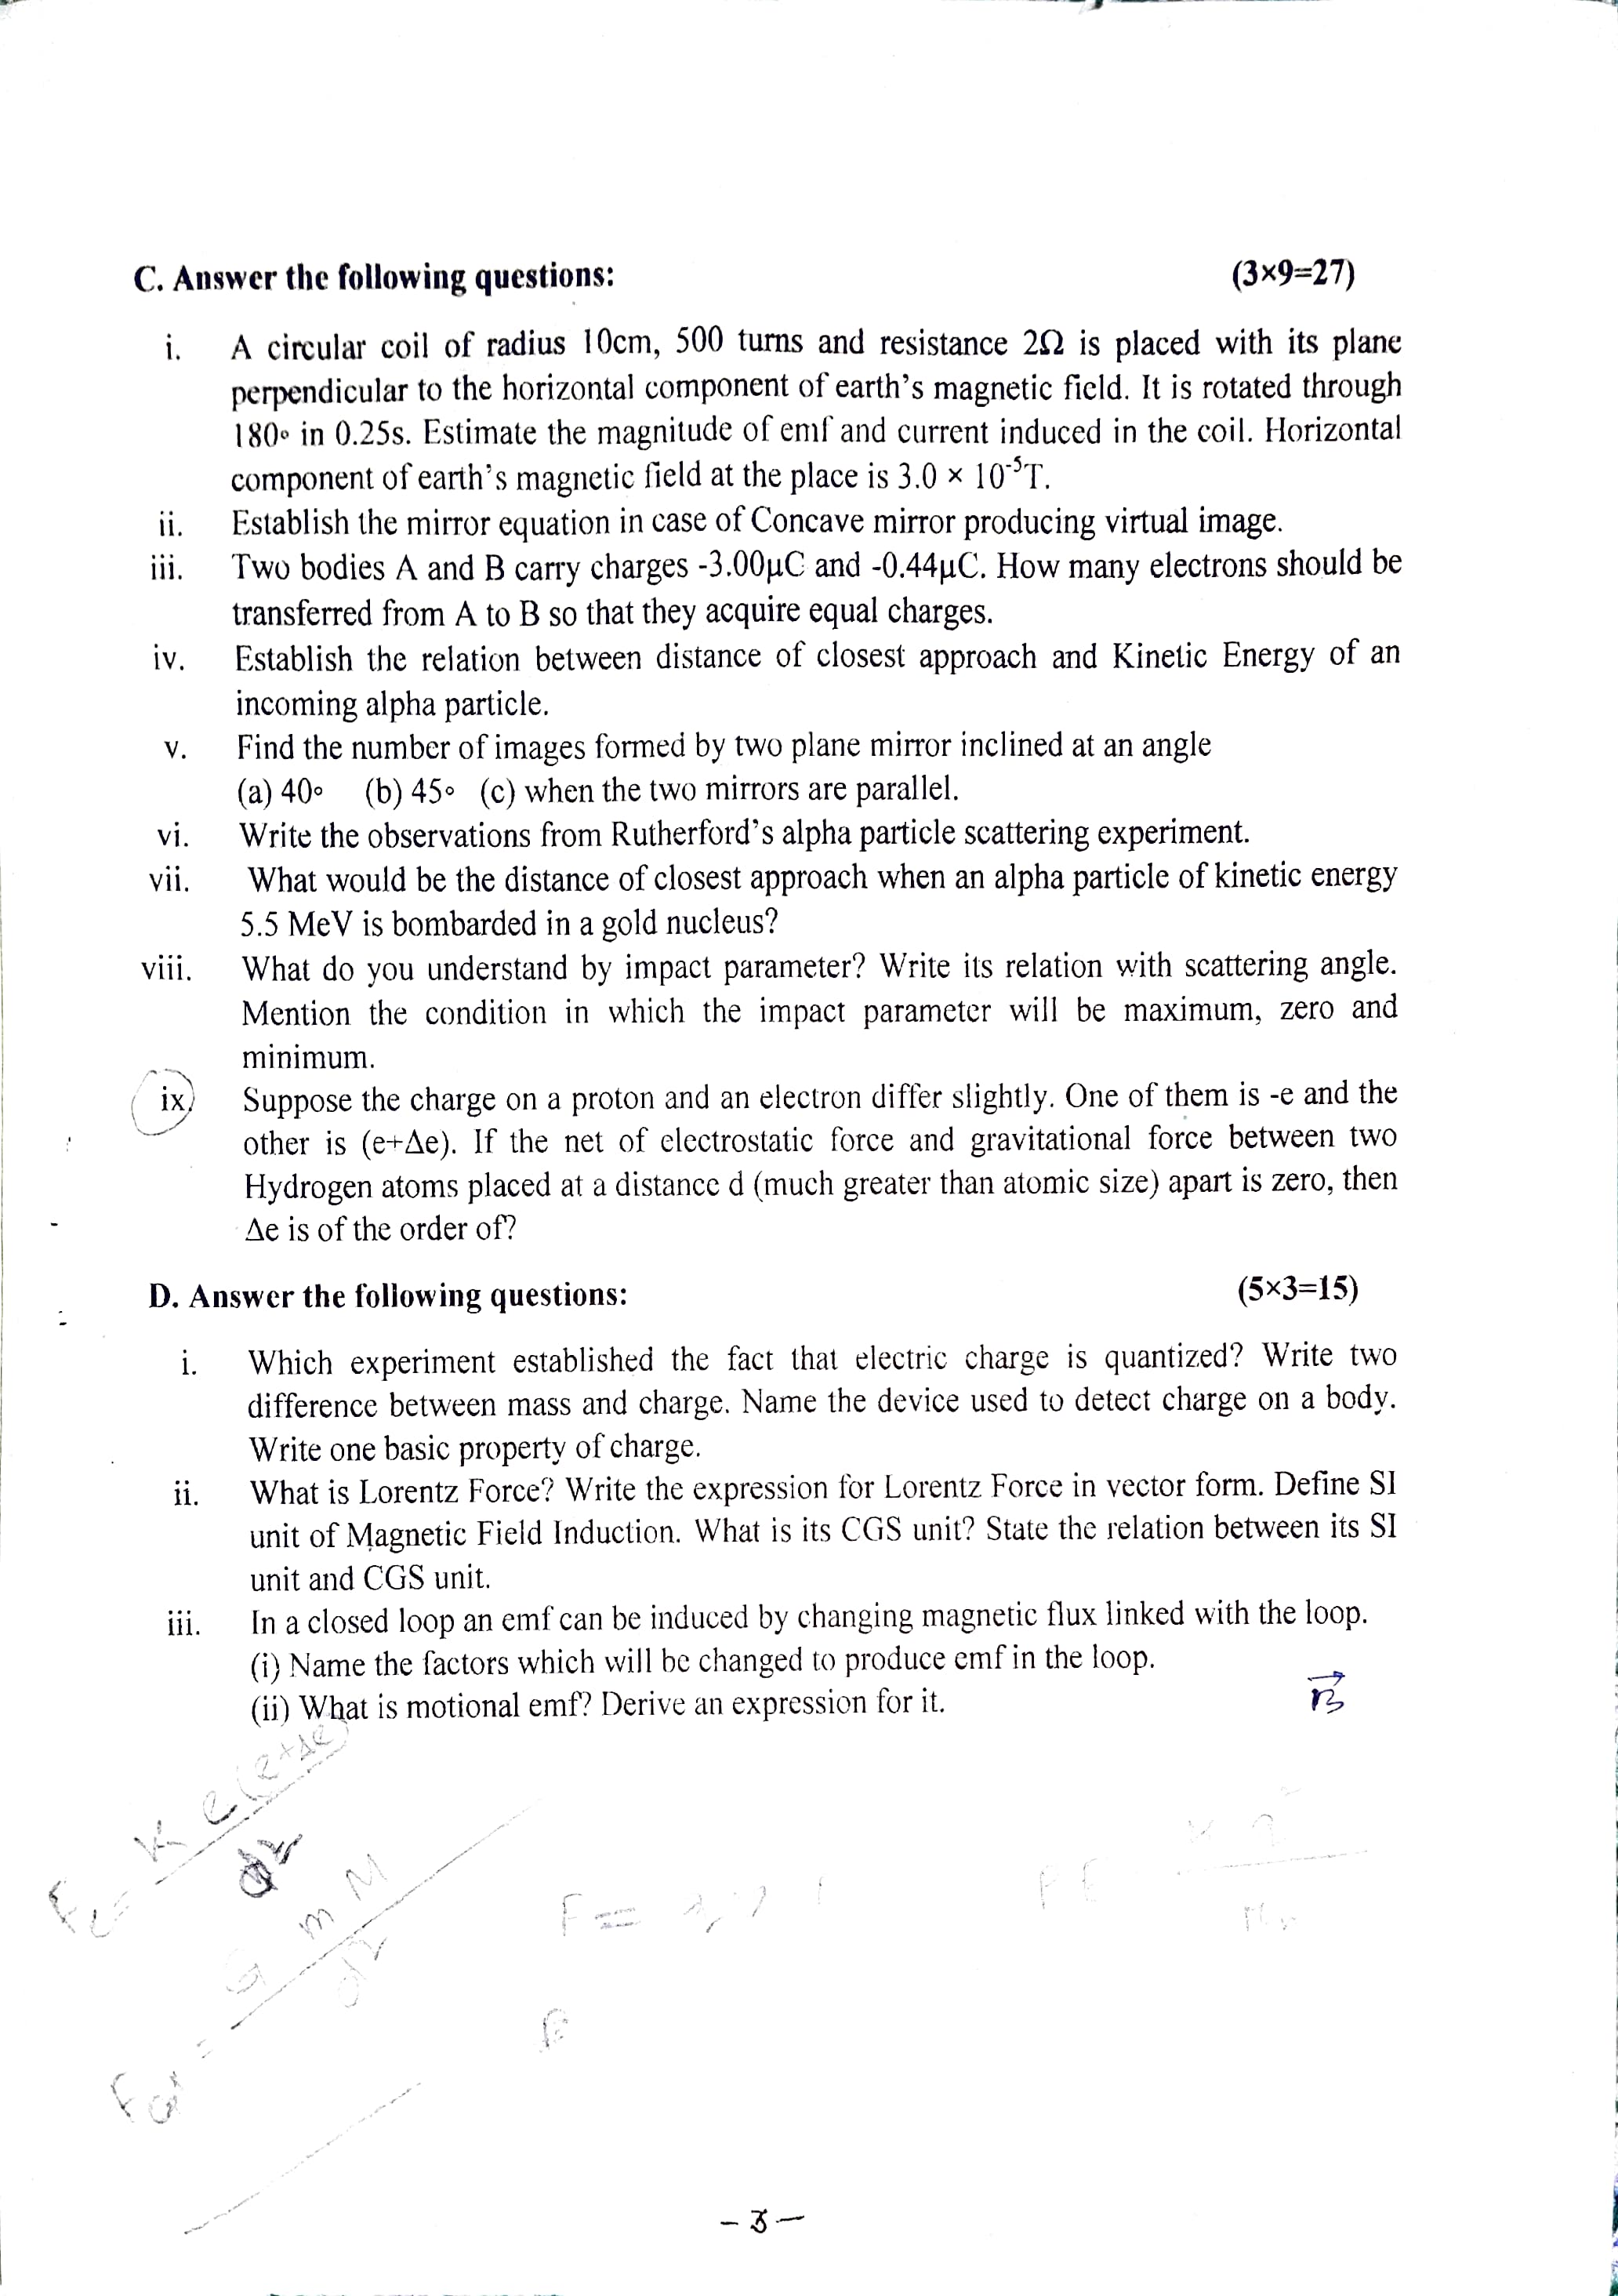 C. Answer the following questions: (3×9=27)
i. A circular coil of radius 10cm, 500 turns and resistance 2Ω is placed with its plane
perpendicular to the horizontal component of earth's magnetic field. It is rotated through
180° in 0.25s. Estimate the magnitude of emf and current induced in the coil. Horizontal
component of earth's magnetic field at the place is 3.0 × 10⁻⁵T.
ii. Establish the mirror equation in case of Concave mirror producing virtual image.
iii. Two bodies A and B carry charges -3.00μC and -0.44μC. How many electrons should be
transferred from A to B so that they acquire equal charges.
iv. Establish the relation between distance of closest approach and Kinetic Energy of an
incoming alpha particle.
v. Find the number of images formed by two plane mirror inclined at an angle
(a) 40° (b) 45° (c) when the two mirrors are parallel.
vi. Write the observations from Rutherford's alpha particle scattering experiment.
vii. What would be the distance of closest approach when an alpha particle of kinetic energy
5.5 MeV is bombarded in a gold nucleus?
viii. What do you understand by impact parameter? Write its relation with scattering angle.
Mention the condition in which the impact parameter will be maximum, zero and
minimum.
ix) Suppose the charge on a proton and an electron differ slightly. One of them is -e and the
other is (e+Δe). If the net of electrostatic force and gravitational force between two
Hydrogen atoms placed at a distance d (much greater than atomic size) apart is zero, then
Δe is of the order of?
D. Answer the following questions: (5×3=15)
i. Which experiment established the fact that electric charge is quantized? Write two
difference between mass and charge. Name the device used to detect charge on a body.
Write one basic property of charge.
ii. What is Lorentz Force? Write the expression for Lorentz Force in vector form. Define SI
unit of Magnetic Field Induction. What is its CGS unit? State the relation between its SI
unit and CGS unit.
iii. In a closed loop an emf can be induced by changing magnetic flux linked with the loop.
(i) Name the factors which will be changed to produce emf in the loop.
(ii) What is motional emf? Derive an expression for it.
K e(e+Δe)
d²
m M
d²
F =
-3-